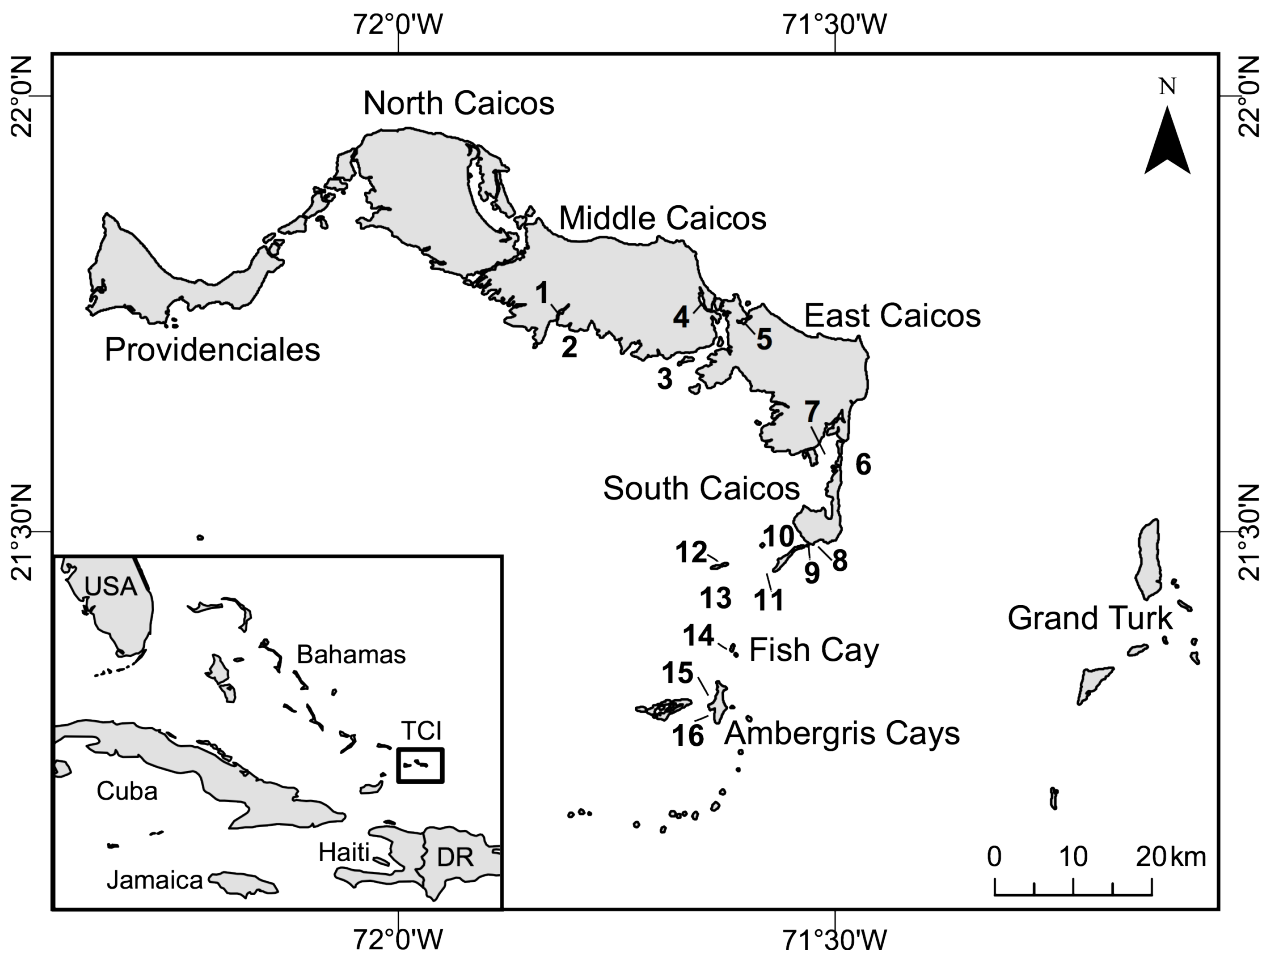 72°0'W 71°30'W
22°0'N
22°0'N
N
North Caicos
Middle Caicos
1
4
East Caicos
5
Providenciales
2
3
7
6
South Caicos
21°30'N
21°30'N
10
12
8
9
13 11
14 Fish Cay
15
16 Ambergris Cays
Grand Turk
USA
Bahamas
TCI
Cuba
Haiti DR
Jamaica
0 10 20 km
72°0'W 71°30'W